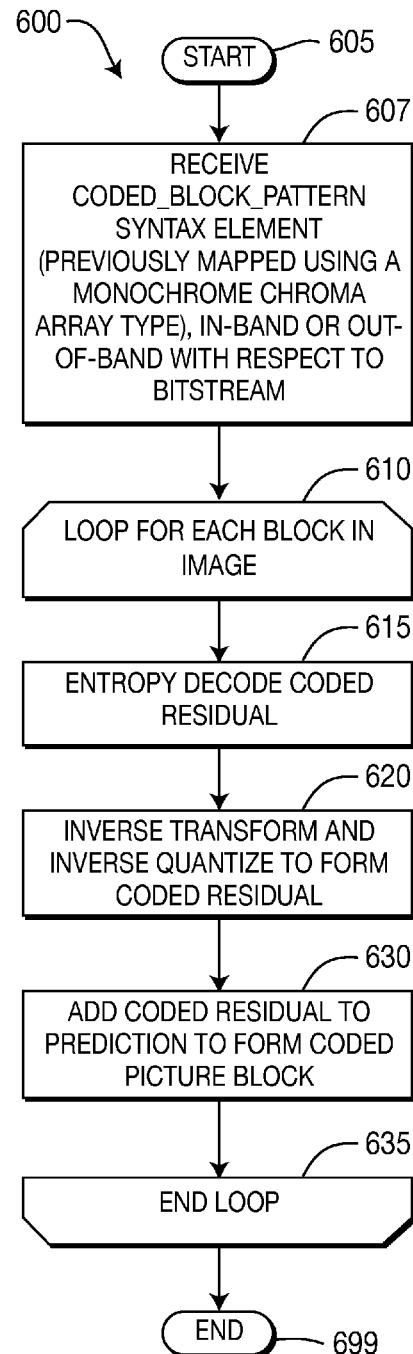 600
START
605
607
RECEIVE
CODED_BLOCK_PATTERN
SYNTAX ELEMENT
(PREVIOUSLY MAPPED USING A
MONOCHROME CHROMA
ARRAY TYPE), IN-BAND OR OUT-
OF-BAND WITH RESPECT TO
BITSTREAM
610
LOOP FOR EACH BLOCK IN
IMAGE
615
ENTROPY DECODE CODED
RESIDUAL
620
INVERSE TRANSFORM AND
INVERSE QUANTIZE TO FORM
CODED RESIDUAL
630
ADD CODED RESIDUAL TO
PREDICTION TO FORM CODED
PICTURE BLOCK
635
END LOOP
END
699